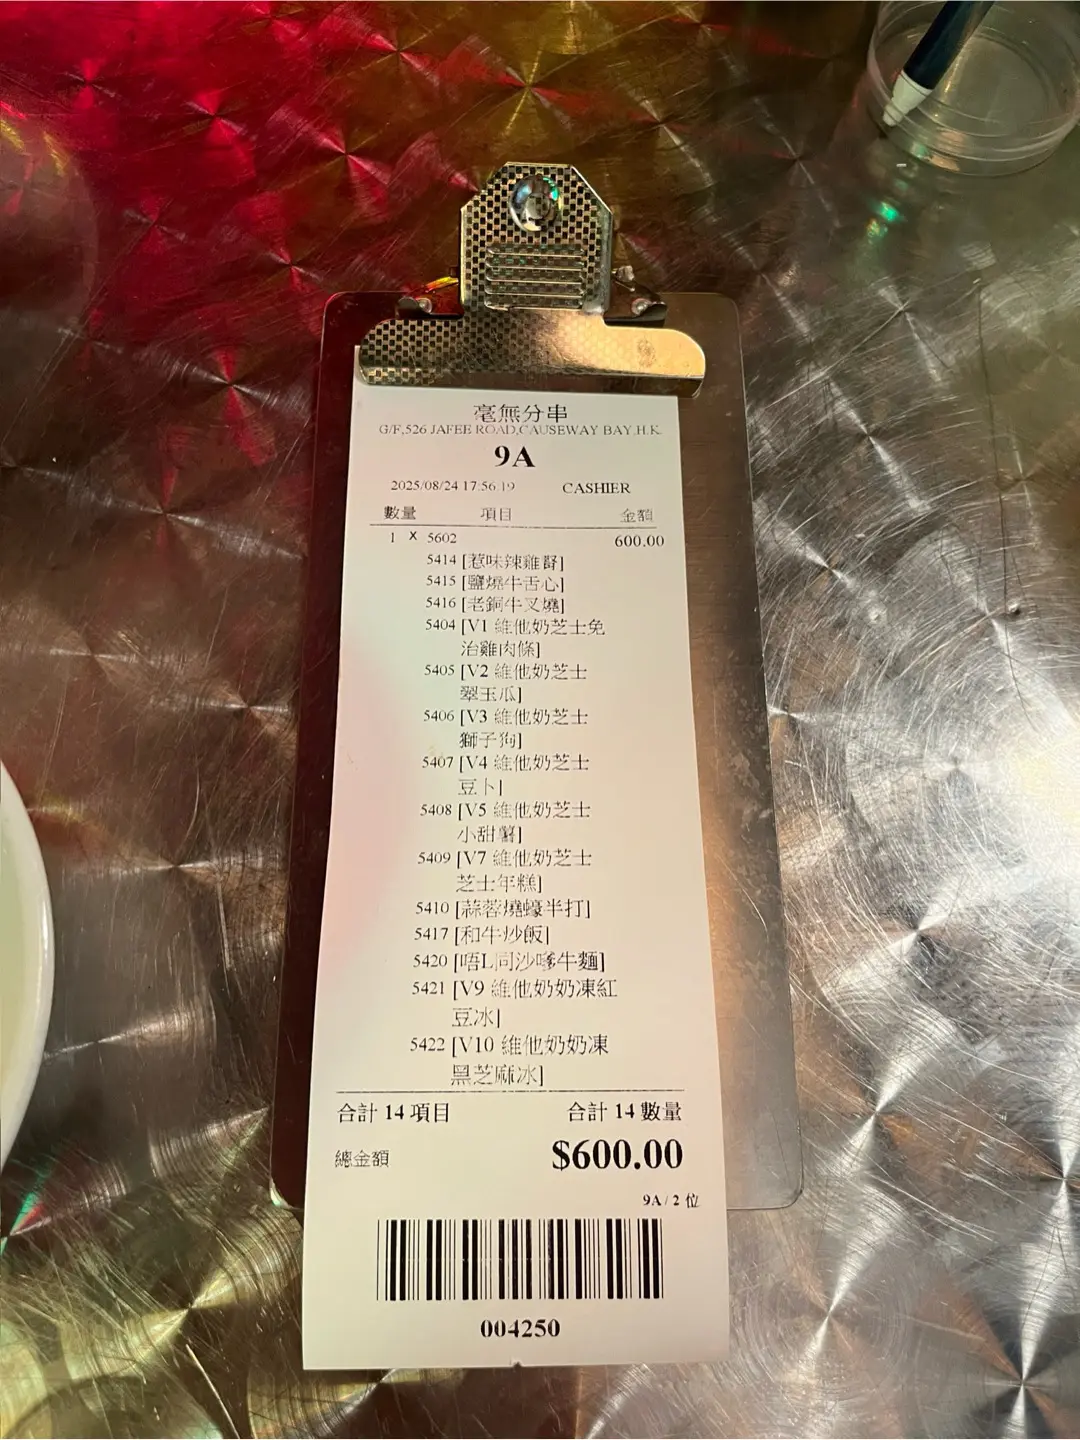 毫無分串
G/F,526 JAFEE ROAD,CAUSEWAY BAY,H.K.
9A
2025/08/24 17:56:19 CASHIER
數量 項目 金額
1 X 5602 600.00
5414 [惹味辣雞腎]
5415 [鹽燒牛舌心]
5416 [老銅牛叉燒]
5404 [V1 維他奶芝士免
治雞肉條]
5405 [V2 維他奶芝士
翠玉瓜]
5406 [V3 維他奶芝士
獅子狗]
5407 [V4 維他奶芝士
豆卜]
5408 [V5 維他奶芝士
小甜薯]
5409 [V7 維他奶芝士
芝士年糕]
5410 [蒜蓉燒蠔半打]
5417 [和牛炒飯]
5420 [唔L同沙嗲牛麵]
5421 [V9 維他奶奶凍紅
豆冰]
5422 [V10 維他奶奶凍
黑芝麻冰]
合計 14 項目 合計 14 數量
總金額 $600.00
9A / 2 位
004250